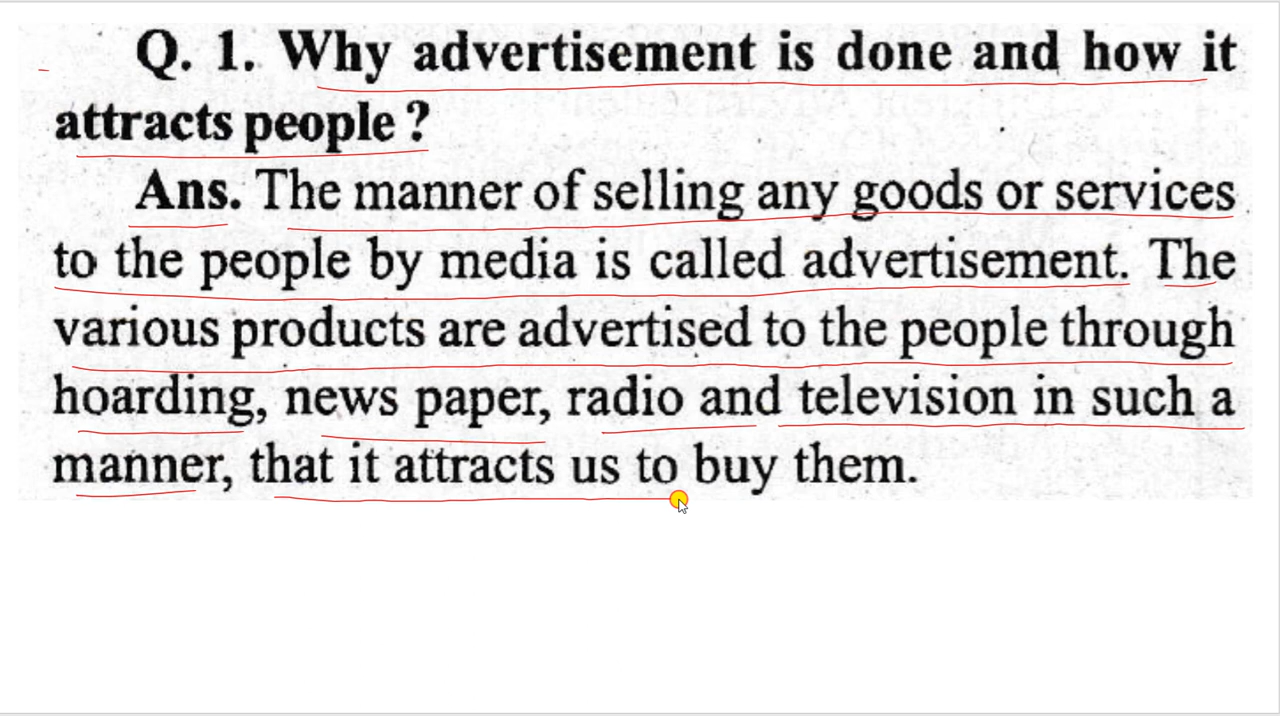 Q. 1. Why advertisement is done and how it
attracts people ?
Ans. The manner of selling any goods or services
to the people by media is called advertisement. The
various products are advertised to the people through
hoarding, news paper, radio and television in such a
manner, that it attracts us to buy them.